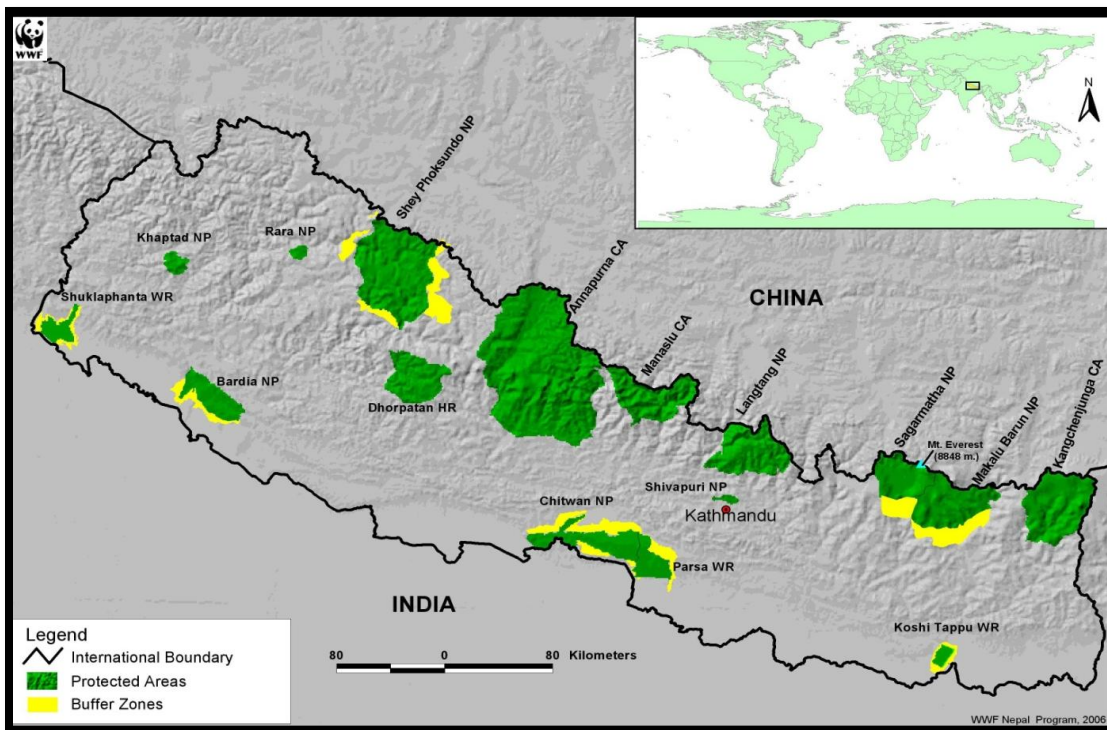 WWF
N
Shey Phoksundo NP
Khaptad NP
Rara NP
Annapurna CA
CHINA
Shuklaphanta WR
Manaslu CA
Langtang NP
Bardia NP
Dhorpatan HR
Sagarmatha NP
Mt. Everest
(8848 m.)
Makalu Barun NP
Kangchenjunga CA
Shivapuri NP
Chitwan NP
Kathmandu
Parsa WR
INDIA
Koshi Tappu WR
Legend
International Boundary
Protected Areas
Buffer Zones
80 0 80 Kilometers
WWF Nepal Program, 2006